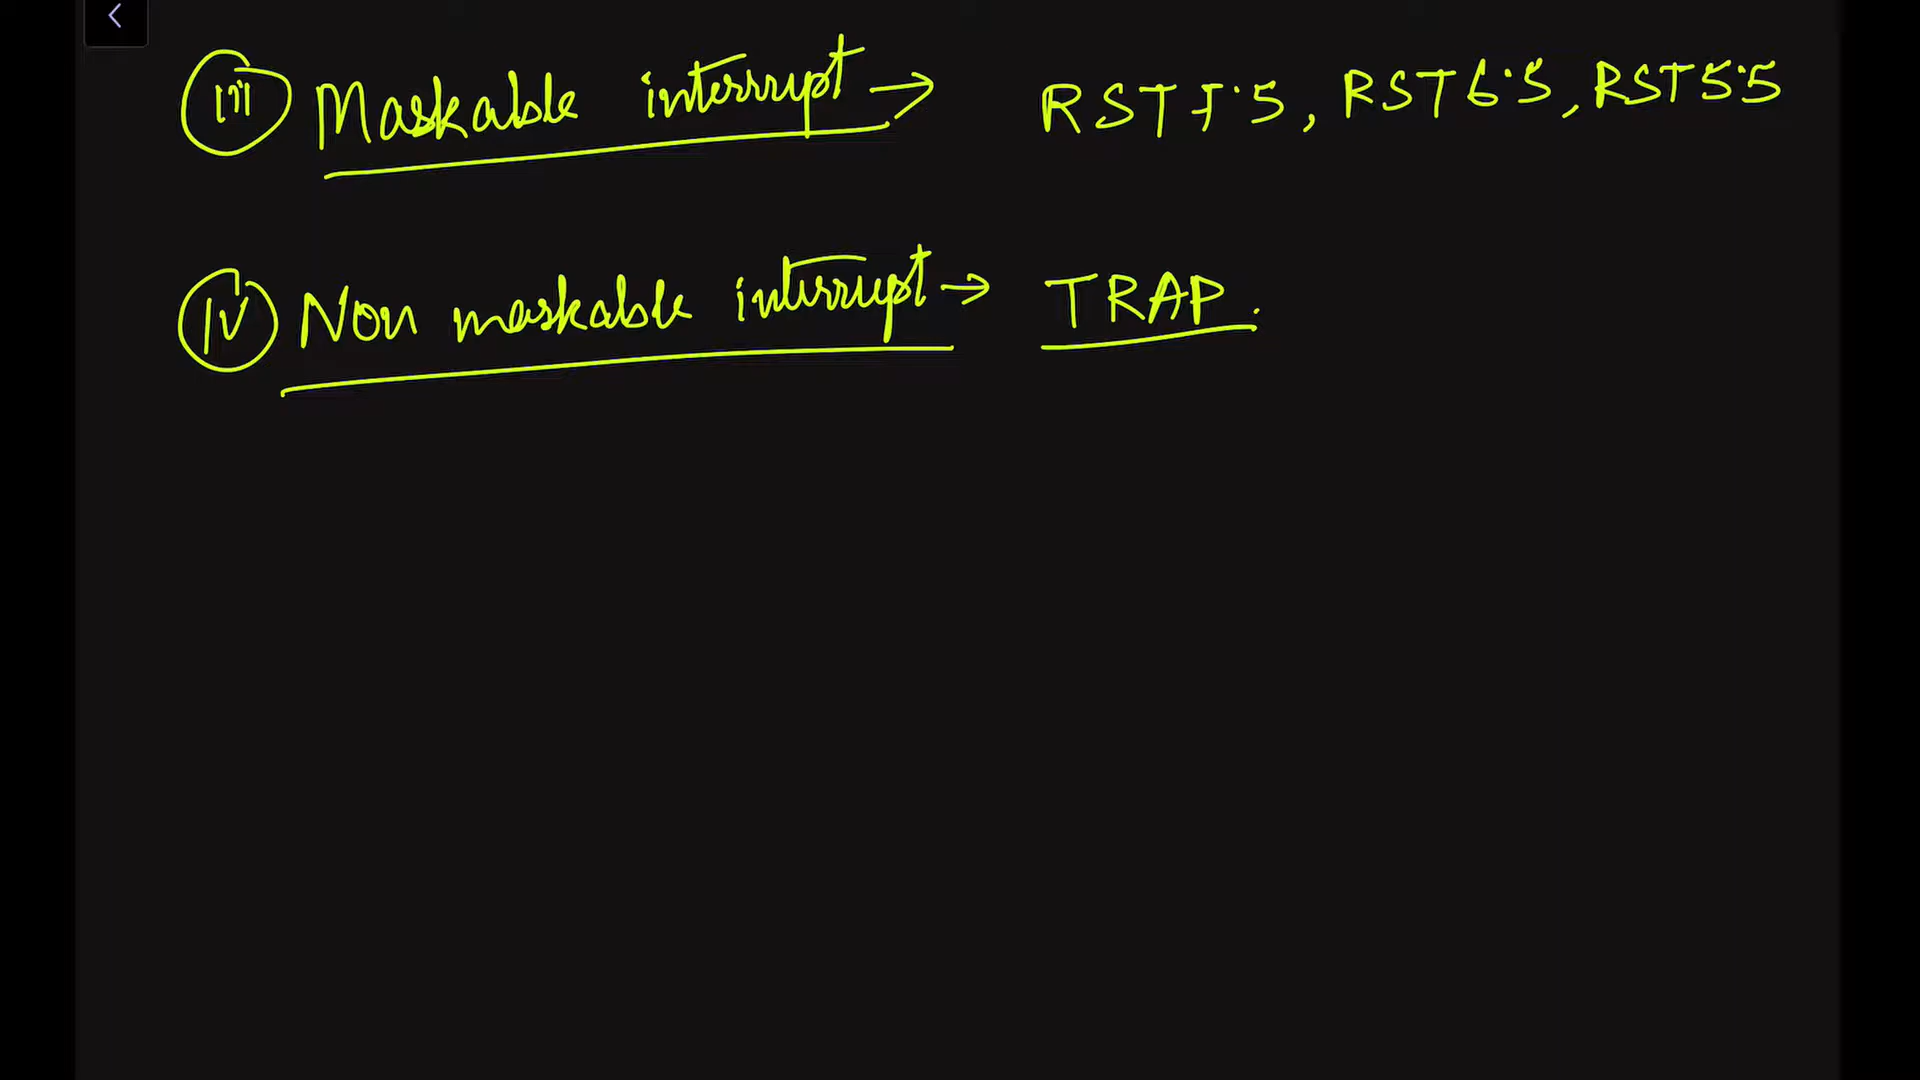 (iii) Maskable interrupt → RST 7.5, RST 6.5, RST 5.5
(iv) Non maskable interrupt → TRAP.